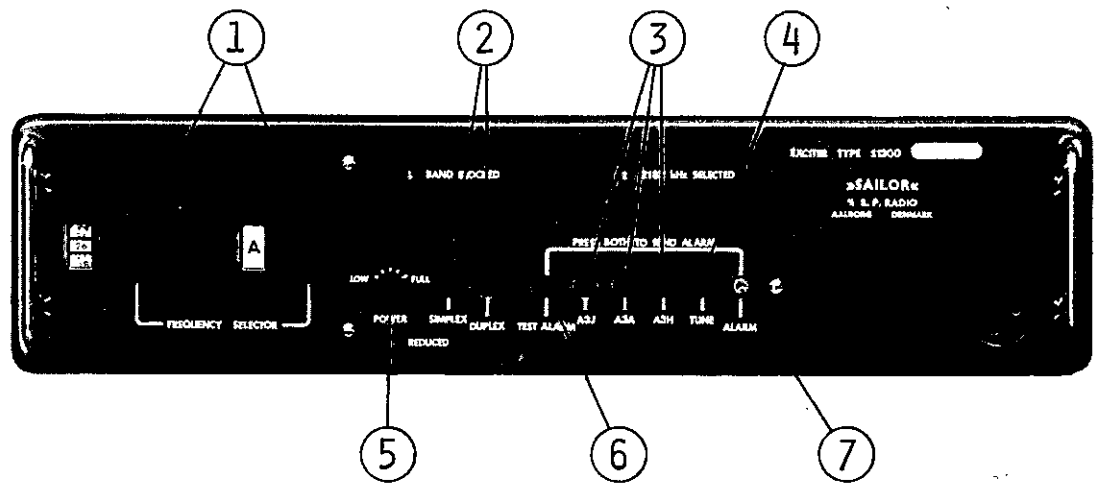 1 2 3 4
EXCITER TYPE S1300
»SAILOR«
S. P. RADIO
AALBORG DENMARK
BAND BLOCKED
kHz SELECTED
PRESS BOTH TO SEND ALARM
A
LOW FULL
FREQUENCY SELECTOR
POWER SIMPLEX DUPLEX TEST ALARM A3J A3A A3H TUNE ALARM
REDUCED
5 6 7